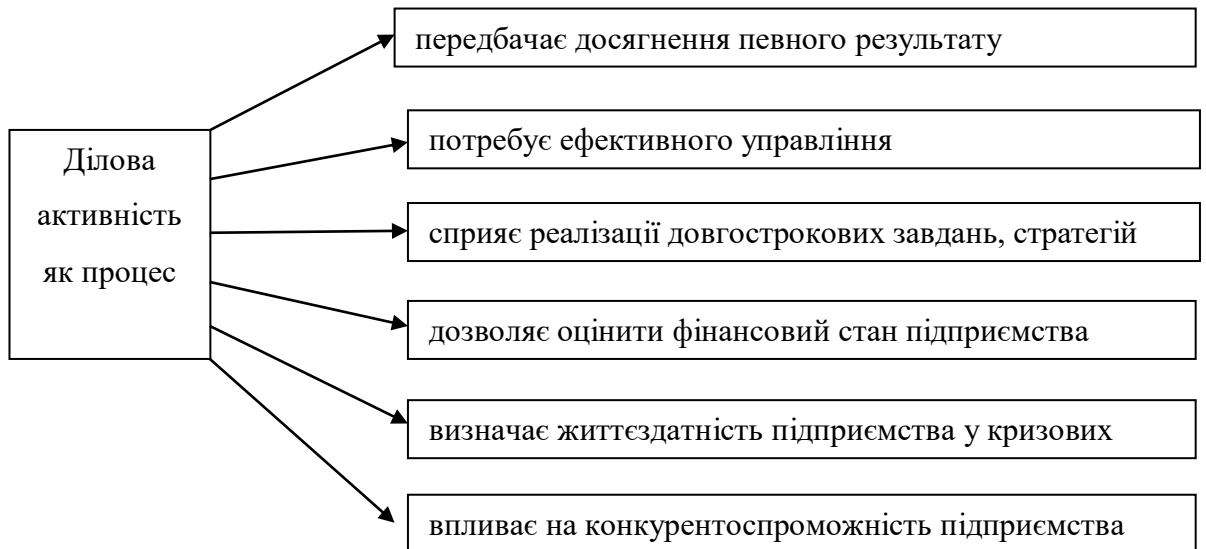 Ділова
активність
як процес
передбачає досягнення певного результату
потребує ефективного управління
сприяє реалізації довгострокових завдань, стратегій
дозволяє оцінити фінансовий стан підприємства
визначає життєздатність підприємства у кризових
впливає на конкурентоспроможність підприємства